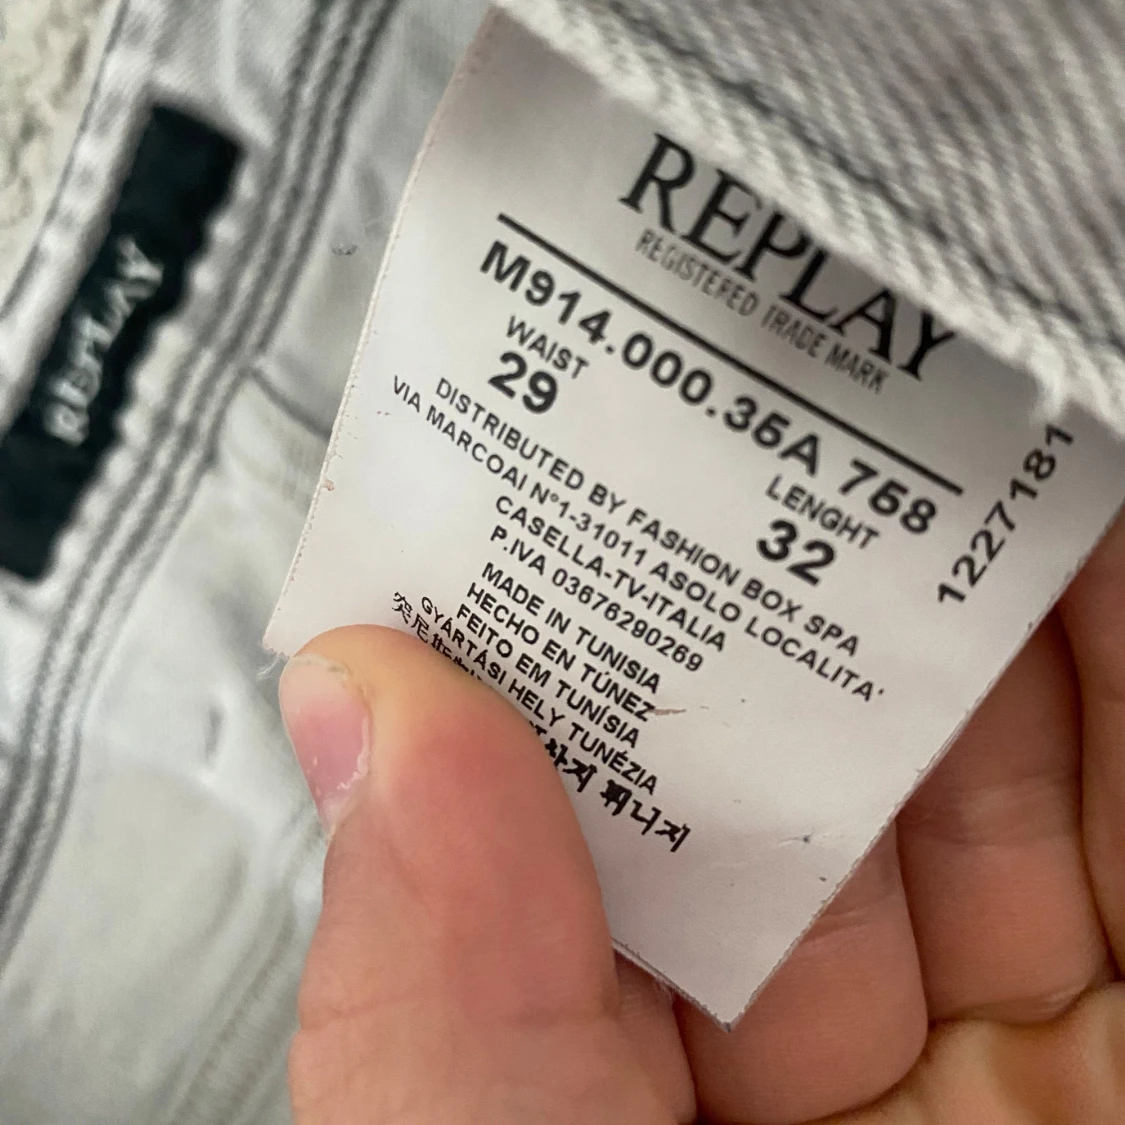 REPLAY
REPLAY
REGISTERED TRADE MARK
M914.000.35A 758
WAIST
29
LENGHT
32
DISTRIBUTED BY FASHION BOX SPA
VIA MARCOAI N°1-31011 ASOLO LOCALITA'
CASELLA-TV-ITALIA
P.IVA 03676290269
MADE IN TUNISIA
HECHO EN TÚNEZ
FEITO EM TUNÍSIA
GYÁRTÁSI HELY TUNÉZIA
1227181